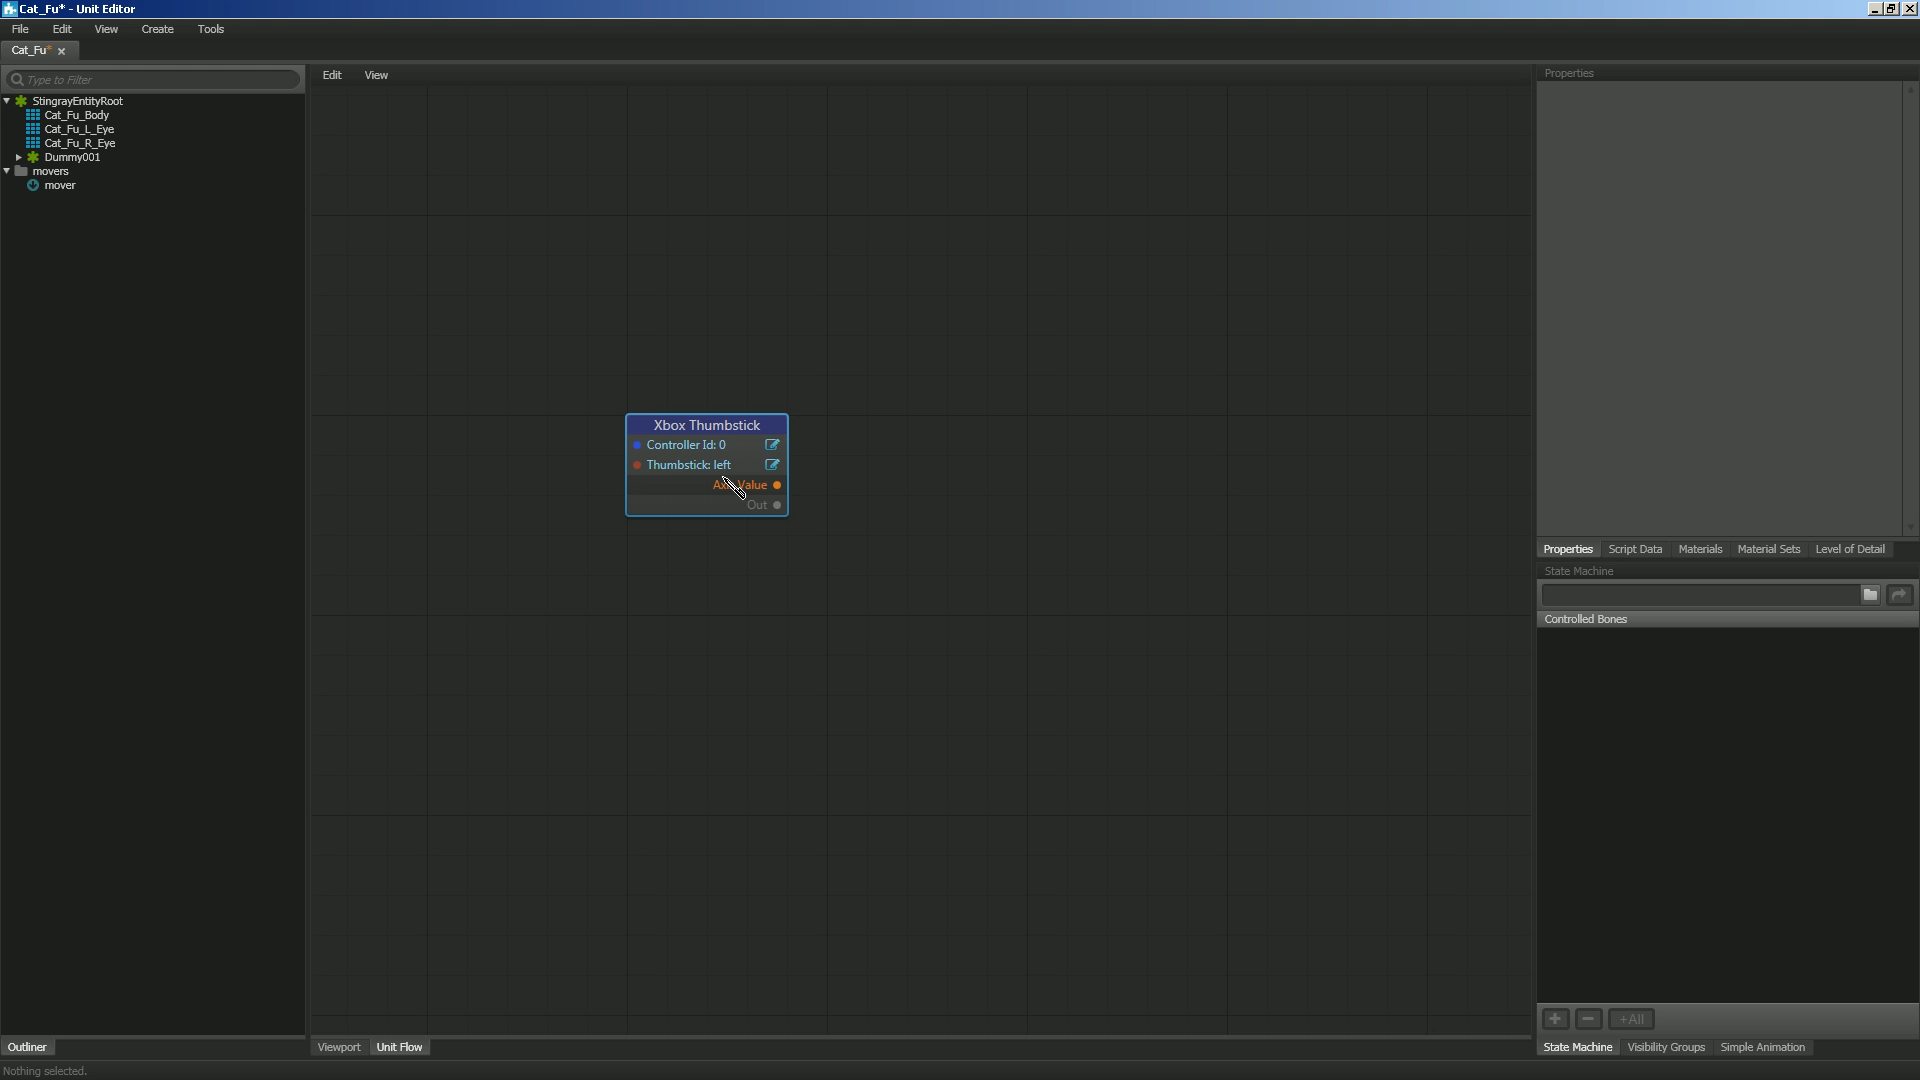 Cat_Fu* - Unit Editor
File Edit View Create Tools
Cat_Fu*
Type to Filter
StingrayEntityRoot
Cat_Fu_Body
Cat_Fu_L_Eye
Cat_Fu_R_Eye
Dummy001
movers
mover
Outliner
Nothing selected.
Edit View
Xbox Thumbstick
Controller Id: 0
Thumbstick: left
Value
Out
Viewport Unit Flow
Properties
Properties Script Data Materials Material Sets Level of Detail
State Machine
Controlled Bones
+All
State Machine Visibility Groups Simple Animation